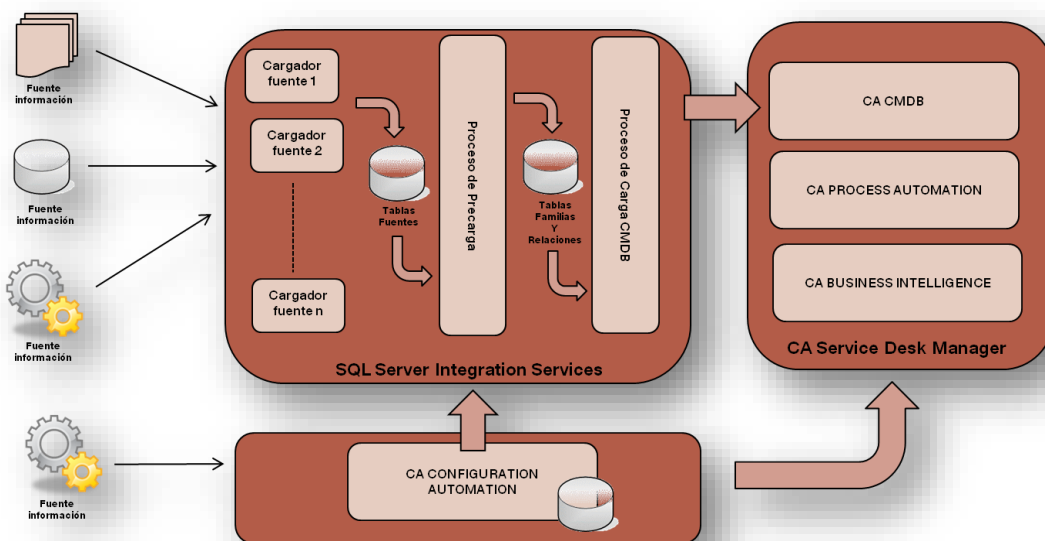 Fuente
información
Fuente
información
Fuente
información
Fuente
información
Cargador
fuente 1
Cargador
fuente 2
Cargador
fuente n
Tablas
Fuentes
Proceso de Precarga
Tablas
Familias
Y
Relaciones
Proceso de Carga CMDB
SQL Server Integration Services
CA CMDB
CA PROCESS AUTOMATION
CA BUSINESS INTELLIGENCE
CA Service Desk Manager
CA CONFIGURATION
AUTOMATION